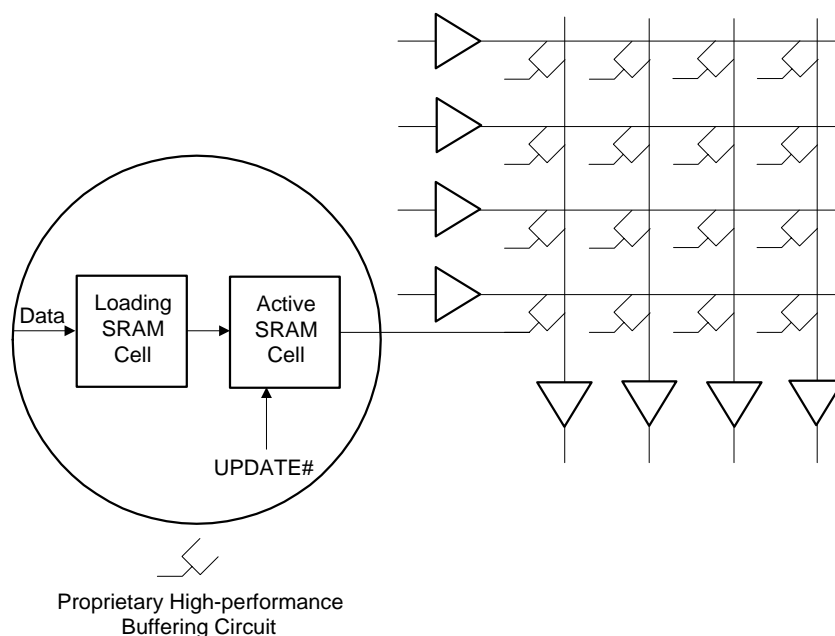 Data
Loading
SRAM
Cell
Active
SRAM
Cell
UPDATE#
Proprietary High-performance
Buffering Circuit